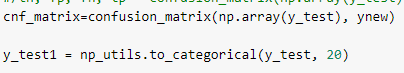 cnf_matrix=confusion_matrix(np.array(y_test), ynew)
y_test1 = np_utils.to_categorical(y_test, 20)